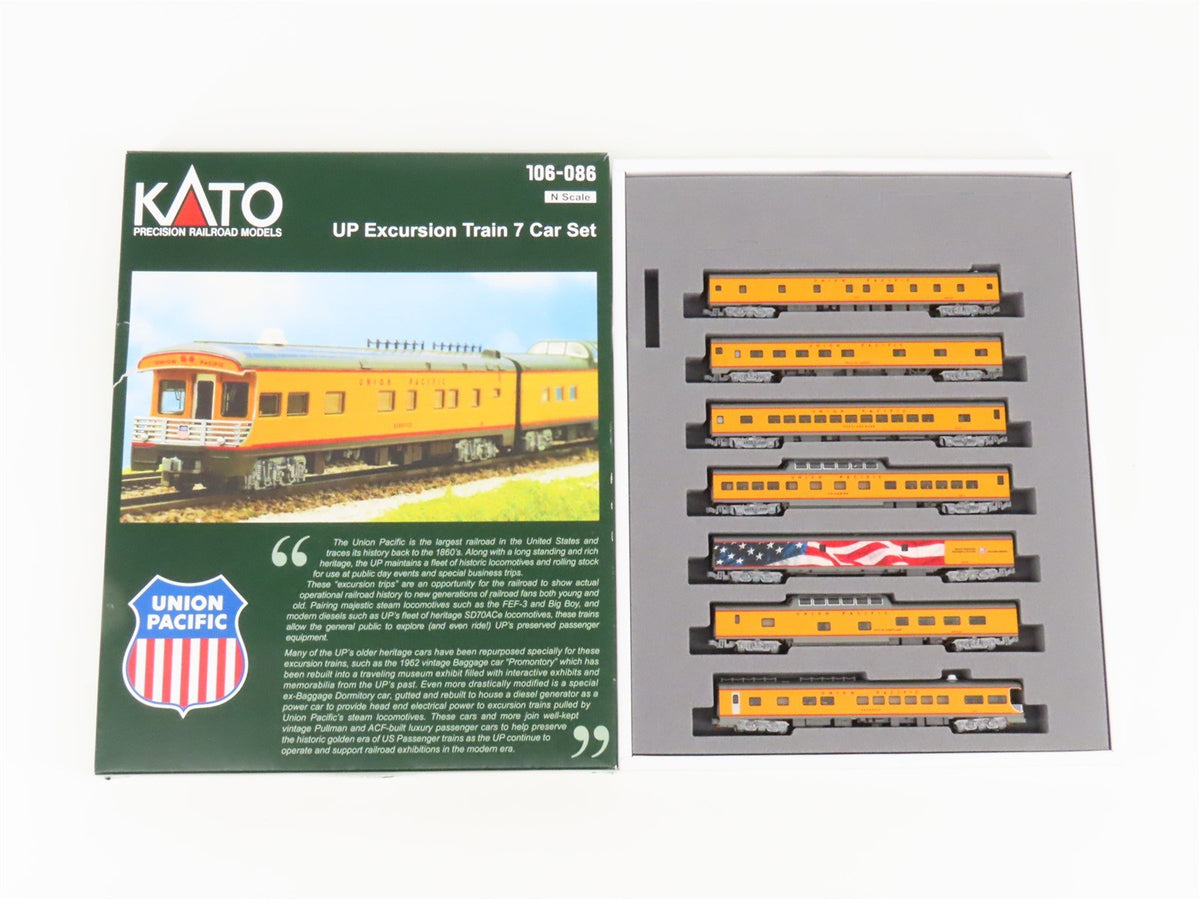 KATO
PRECISION RAILROAD MODELS
106-086
N Scale
UP Excursion Train 7 Car Set
UNION PACIFIC
UNION PACIFIC
“ The Union Pacific is the largest railroad in the United States and
traces its history back to the 1860's. Along with a long standing and rich
heritage, the UP maintains a fleet of historic locomotives and rolling stock
for use at public day events and special business trips.
These "excursion trips" are an opportunity for the railroad to show actual
operational railroad history to new generations of railroad fans both young and
old. Pairing majestic steam locomotives such as the FEF-3 and Big Boy, and
modern diesels such as UP's fleet of heritage SD70ACe locomotives, these trains
allow the general public to explore (and even ride!) UP's preserved passenger
equipment.
Many of the UP's older heritage cars have been repurposed specially for these
excursion trains, such as the 1962 vintage Baggage car "Promontory" which has
been rebuilt into a traveling museum exhibit filled with interactive exhibits and
memorabilia from the UP's past. Even more drastically modified is a special
ex-Baggage Dormitory car, gutted and rebuilt to house a diesel generator as a
power car to provide head end electrical power to excursion trains pulled by
Union Pacific's steam locomotives. These cars and more join well-kept
vintage Pullman and ACF-built luxury passenger cars to help preserve
the historic golden era of US Passenger trains as the UP continue to
operate and support railroad exhibitions in the modern era. ”
UNION
PACIFIC
UNION PACIFIC
UNION PACIFIC
UNION PACIFIC
UNION PACIFIC
UNION PACIFIC